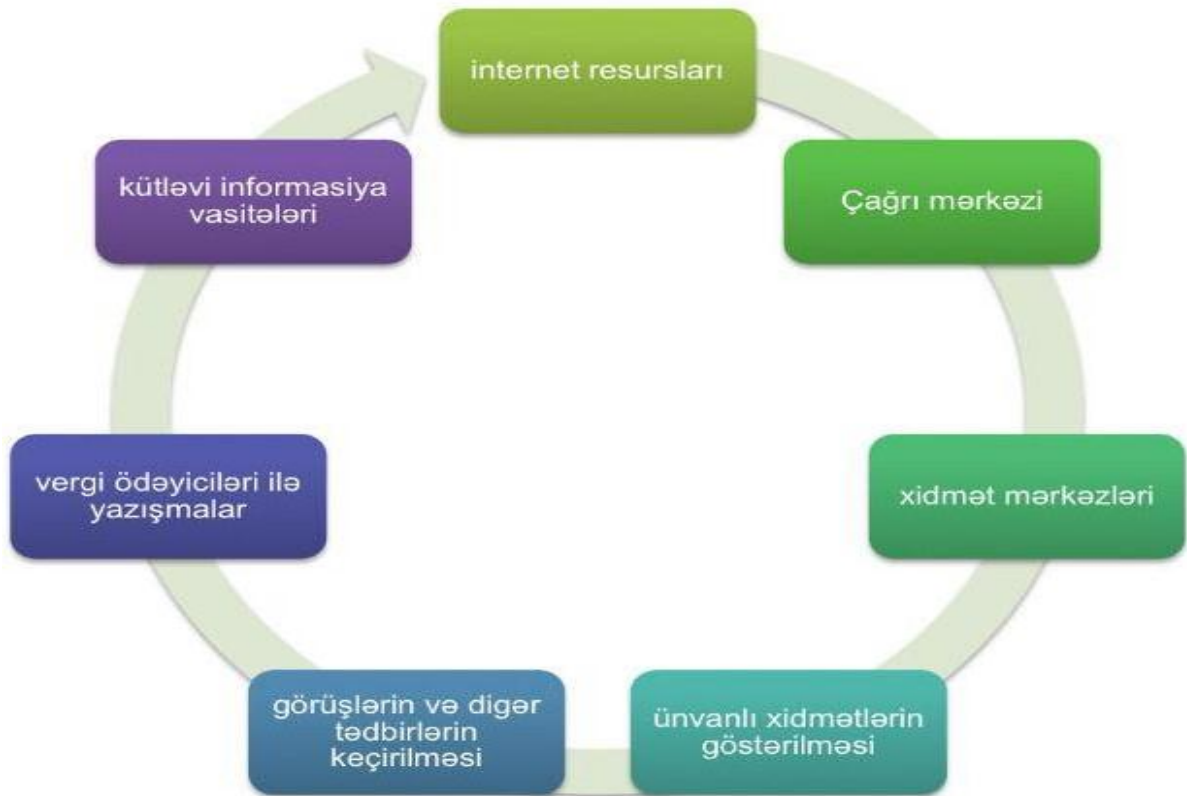 internet resursları
Çağrı mərkəzi
xidmət mərkəzləri
ünvanlı xidmətlərin
göstərilməsi
görüşlərin və digər
tədbirlərin
keçirilməsi
vergi ödəyiciləri ilə
yazışmalar
kütləvi informasiya
vasitələri